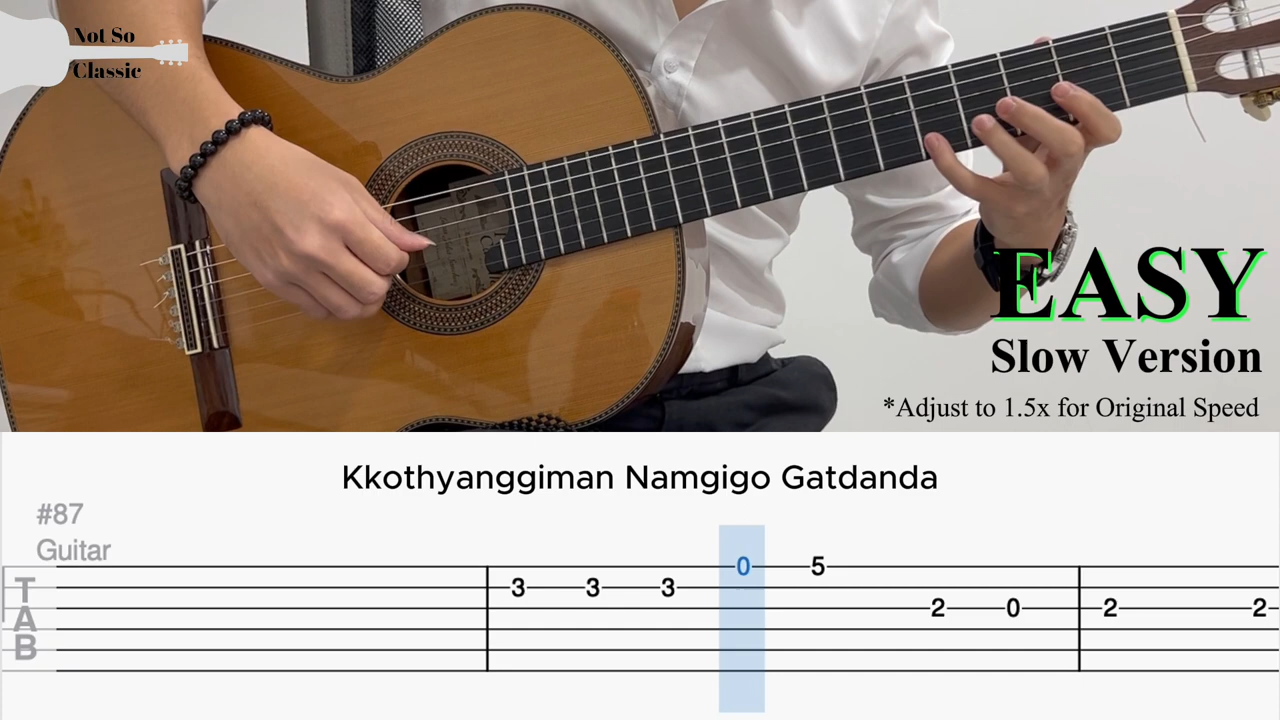 Not So
Classic
EASY
Slow Version
*Adjust to 1.5x for Original Speed
Kkothyanggiman Namgigo Gatdanda
#87
Guitar
T
A
B
0 5
3 3 3
2 0 2 2